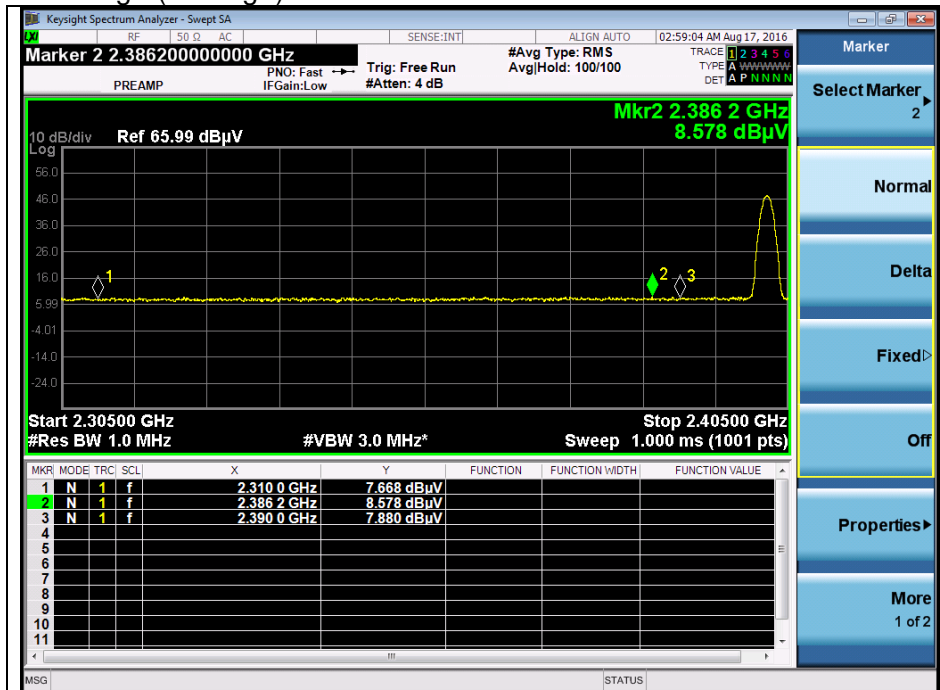 Keysight Spectrum Analyzer - Swept SA
LXI RF 50 Ω AC SENSE:INT ALIGN AUTO 02:59:04 AM Aug 17, 2016
Marker 2 2.386200000000 GHz
PREAMP
PNO: Fast
IFGain:Low
Trig: Free Run
#Atten: 4 dB
#Avg Type: RMS
Avg|Hold: 100/100
TRACE 1 2 3 4 5 6
TYPE A WWWWW
DET A P N N N N
Mkr2 2.386 2 GHz
8.578 dBµV
10 dB/div Ref 65.99 dBµV
Log
56.0
46.0
36.0
26.0
16.0
5.99
-4.01
-14.0
-24.0
1
2
3
Start 2.30500 GHz Stop 2.40500 GHz
#Res BW 1.0 MHz #VBW 3.0 MHz* Sweep 1.000 ms (1001 pts)
MKR MODE TRC SCL X Y FUNCTION FUNCTION WIDTH FUNCTION VALUE
1 N 1 f 2.310 0 GHz 7.668 dBµV
2 N 1 f 2.386 2 GHz 8.578 dBµV
3 N 1 f 2.390 0 GHz 7.880 dBµV
4
5
6
7
8
9
10
11
MSG STATUS
Marker
Select Marker
2
Normal
Delta
Fixed
Off
Properties
More
1 of 2